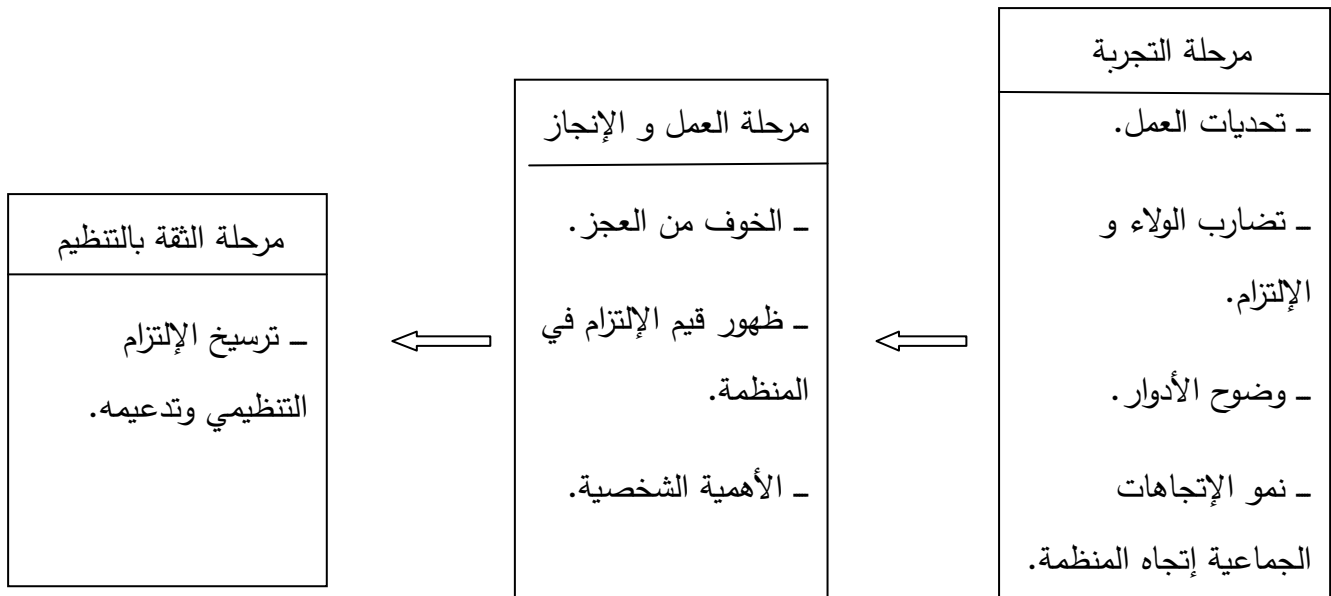 مرحلة التجربة
ـ تحديات العمل.
ـ تضارب الولاء و
الإلتزام.
ـ وضوح الأدوار.
ـ نمو الإتجاهات
الجماعية إتجاه المنظمة.
مرحلة العمل و الإنجاز
ـ الخوف من العجز.
ـ ظهور قيم الإلتزام في
المنظمة.
ـ الأهمية الشخصية.
مرحلة الثقة بالتنظيم
ـ ترسيخ الإلتزام
التنظيمي وتدعيمه.